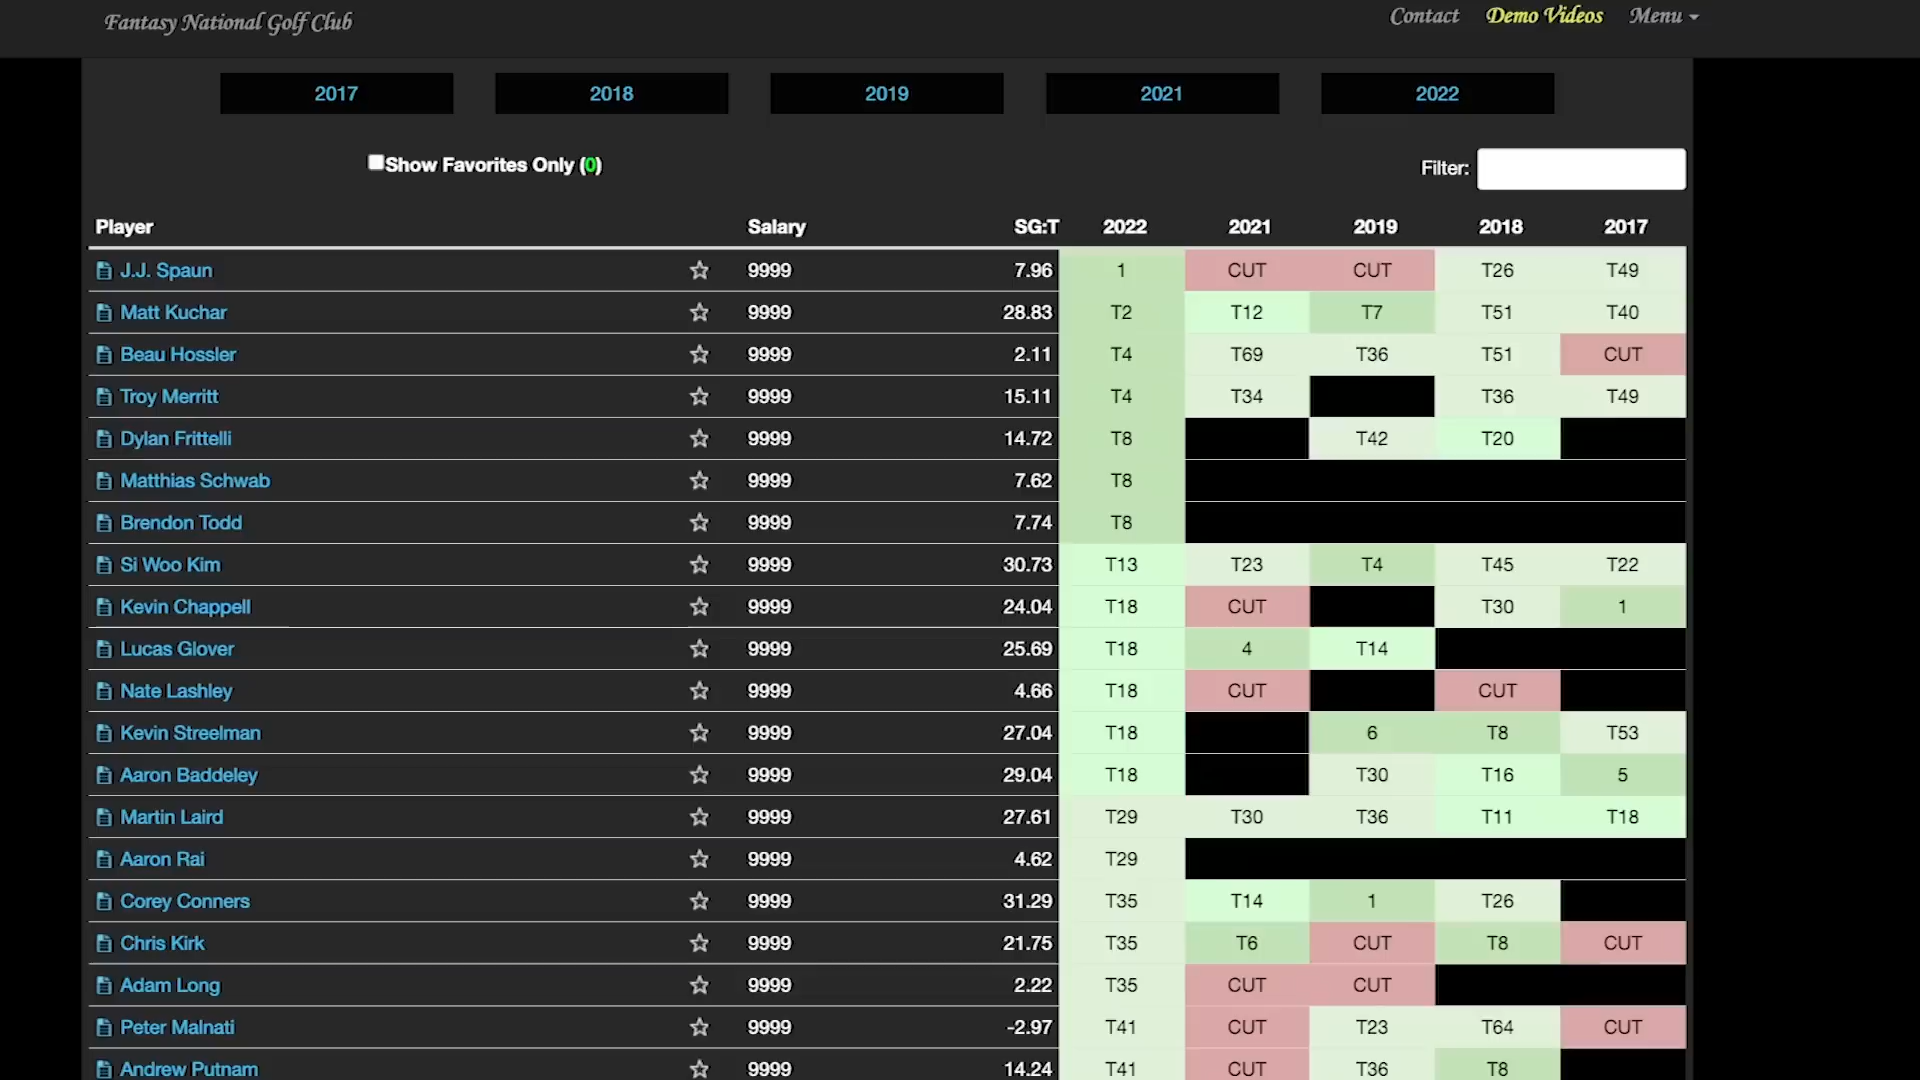 Fantasy National Golf Club Contact Demo Videos Menu
2017 2018 2019 2021 2022
Show Favorites Only (0) Filter:
Player Salary SG:T 2022 2021 2019 2018 2017
J.J. Spaun 9999 7.96 1 CUT CUT T26 T49
Matt Kuchar 9999 28.83 T2 T12 T7 T51 T40
Beau Hossler 9999 2.11 T4 T69 T36 T51 CUT
Troy Merritt 9999 15.11 T4 T34 T36 T49
Dylan Frittelli 9999 14.72 T8 T42 T20
Matthias Schwab 9999 7.62 T8
Brendon Todd 9999 7.74 T8
Si Woo Kim 9999 30.73 T13 T23 T4 T45 T22
Kevin Chappell 9999 24.04 T18 CUT T30 1
Lucas Glover 9999 25.69 T18 4 T14
Nate Lashley 9999 4.66 T18 CUT CUT
Kevin Streelman 9999 27.04 T18 6 T8 T53
Aaron Baddeley 9999 29.04 T18 T30 T16 5
Martin Laird 9999 27.61 T29 T30 T36 T11 T18
Aaron Rai 9999 4.62 T29
Corey Conners 9999 31.29 T35 T14 1 T26
Chris Kirk 9999 21.75 T35 T6 CUT T8 CUT
Adam Long 9999 2.22 T35 CUT CUT
Peter Malnati 9999 -2.97 T41 CUT T23 T64 CUT
Andrew Putnam 9999 14.24 T41 CUT T36 T8